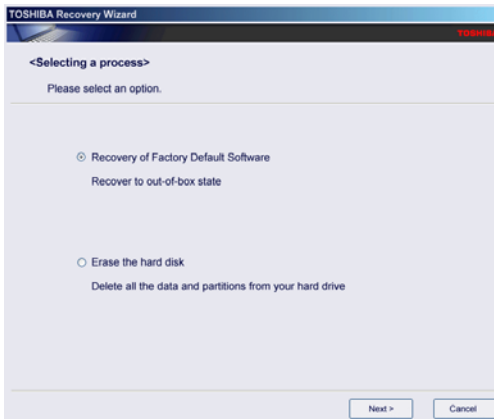 TOSHIBA Recovery Wizard
TOSHIBA
<Selecting a process>
Please select an option.
Recovery of Factory Default Software
Recover to out-of-box state
Erase the hard disk
Delete all the data and partitions from your hard drive
Next >
Cancel